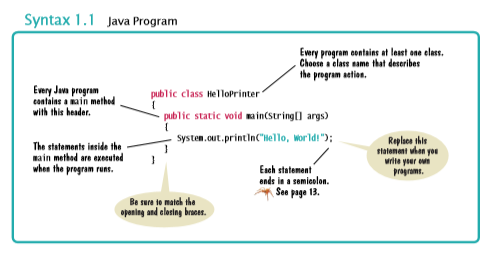 Syntax 1.1 Java Program
Every program contains at least one class.
Choose a class name that describes
the program action.
Every Java program
contains a main method
with this header.
public class HelloPrinter
{
public static void main(String[] args)
{
System.out.println("Hello, World!");
}
}
The statements inside the
main method are executed
when the program runs.
Replace this
statement when you
write your own
programs.
Each statement
ends in a semicolon.
See page 13.
Be sure to match the
opening and closing braces.